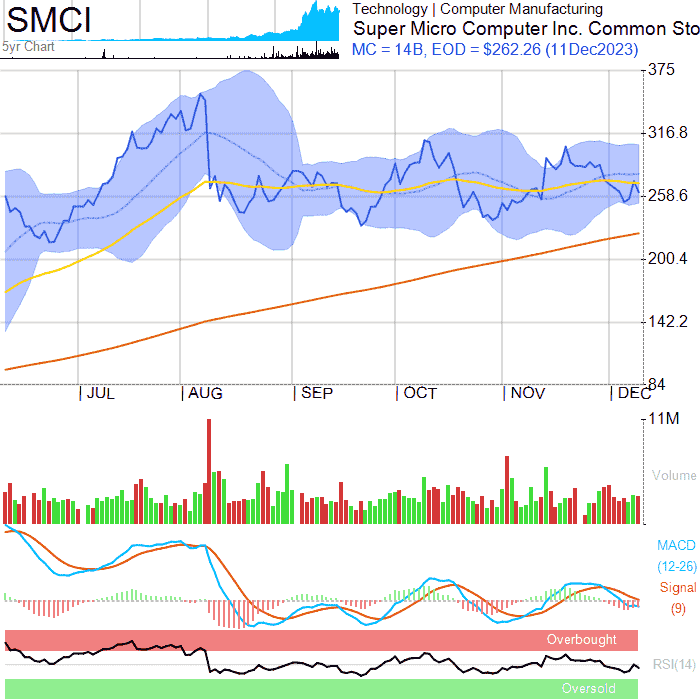 SMCI
5yr Chart
Technology | Computer Manufacturing
Super Micro Computer Inc. Common Sto
MC = 14B, EOD = $262.26 (11Dec2023)
375
316.8
258.6
200.4
142.2
84
JUL
AUG
SEP
OCT
NOV
DEC
11M
Volume
MACD
(12-26)
Signal
(9)
Overbought
RSI(14)
Oversold